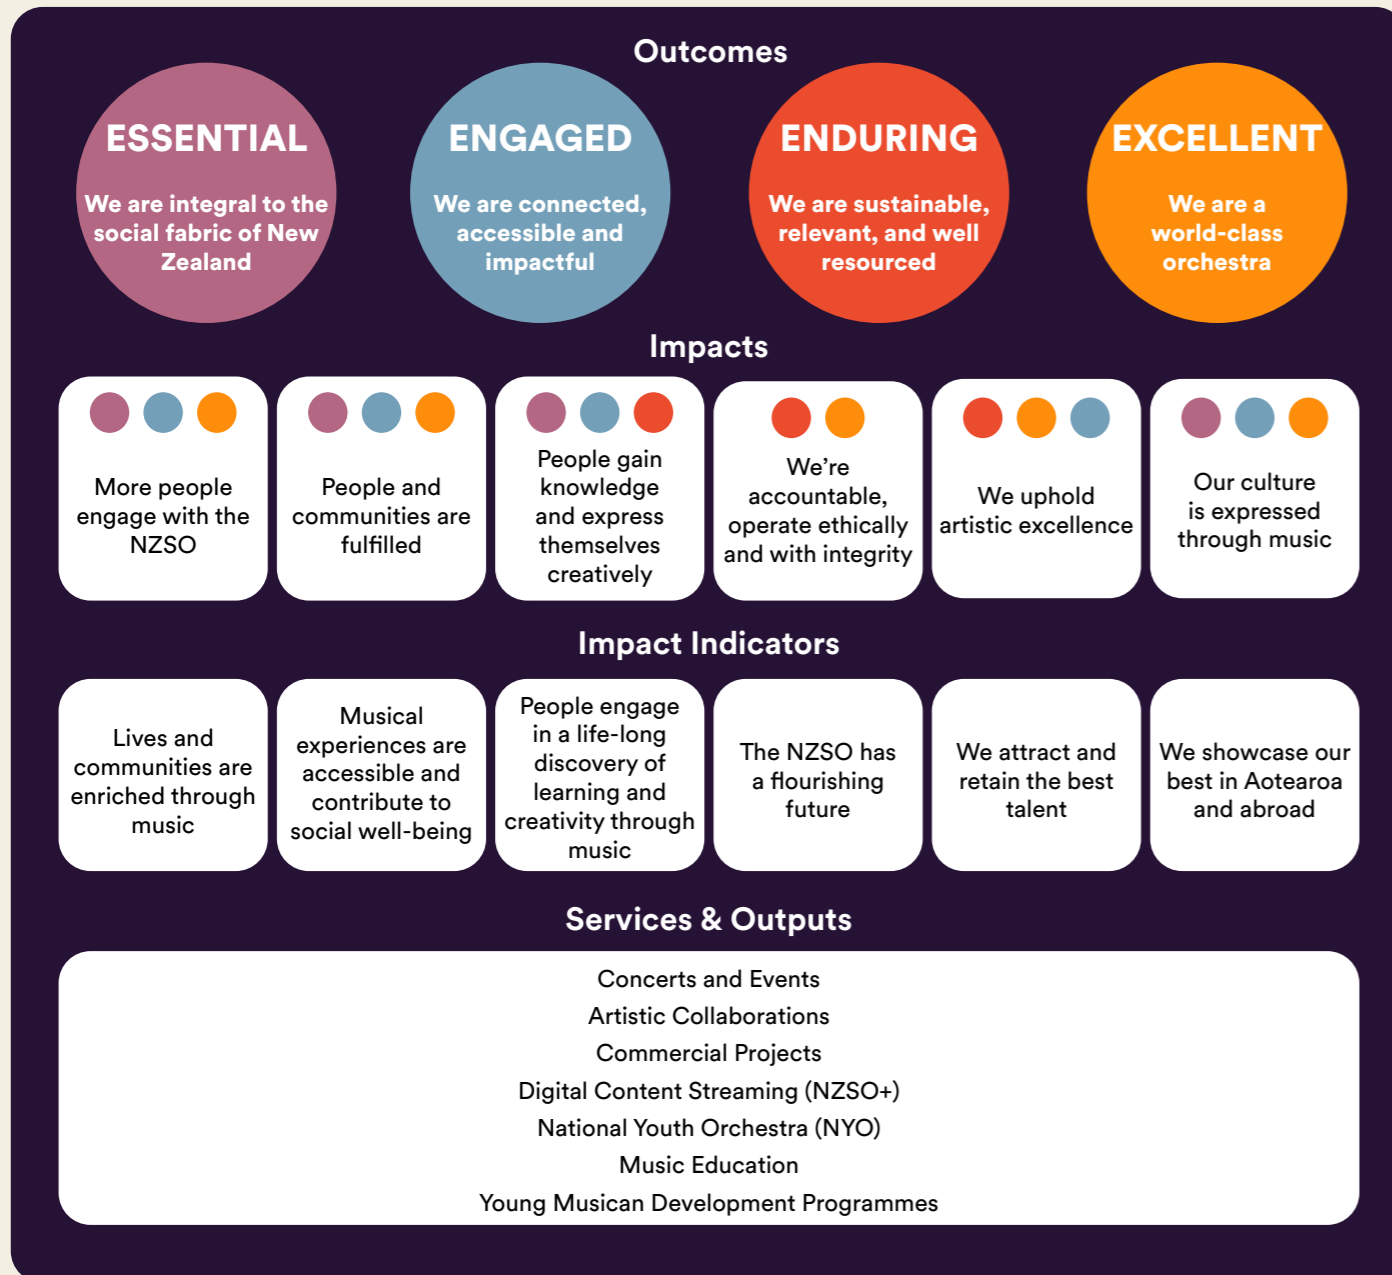 Outcomes
ESSENTIAL
We are integral to the
social fabric of New
Zealand
ENGAGED
We are connected,
accessible and
impactful
ENDURING
We are sustainable,
relevant, and well
resourced
EXCELLENT
We are a
world-class
orchestra
Impacts
More people
engage with the
NZSO
People and
communities are
fulfilled
People gain
knowledge
and express
themselves
creatively
We’re
accountable,
operate ethically
and with integrity
We uphold
artistic excellence
Our culture
is expressed
through music
Impact Indicators
Lives and
communities are
enriched through
music
Musical
experiences are
accessible and
contribute to
social well-being
People engage
in a life-long
discovery of
learning and
creativity through
music
The NZSO has
a flourishing
future
We attract and
retain the best
talent
We showcase our
best in Aotearoa
and abroad
Services & Outputs
Concerts and Events
Artistic Collaborations
Commercial Projects
Digital Content Streaming (NZSO+)
National Youth Orchestra (NYO)
Music Education
Young Musican Development Programmes